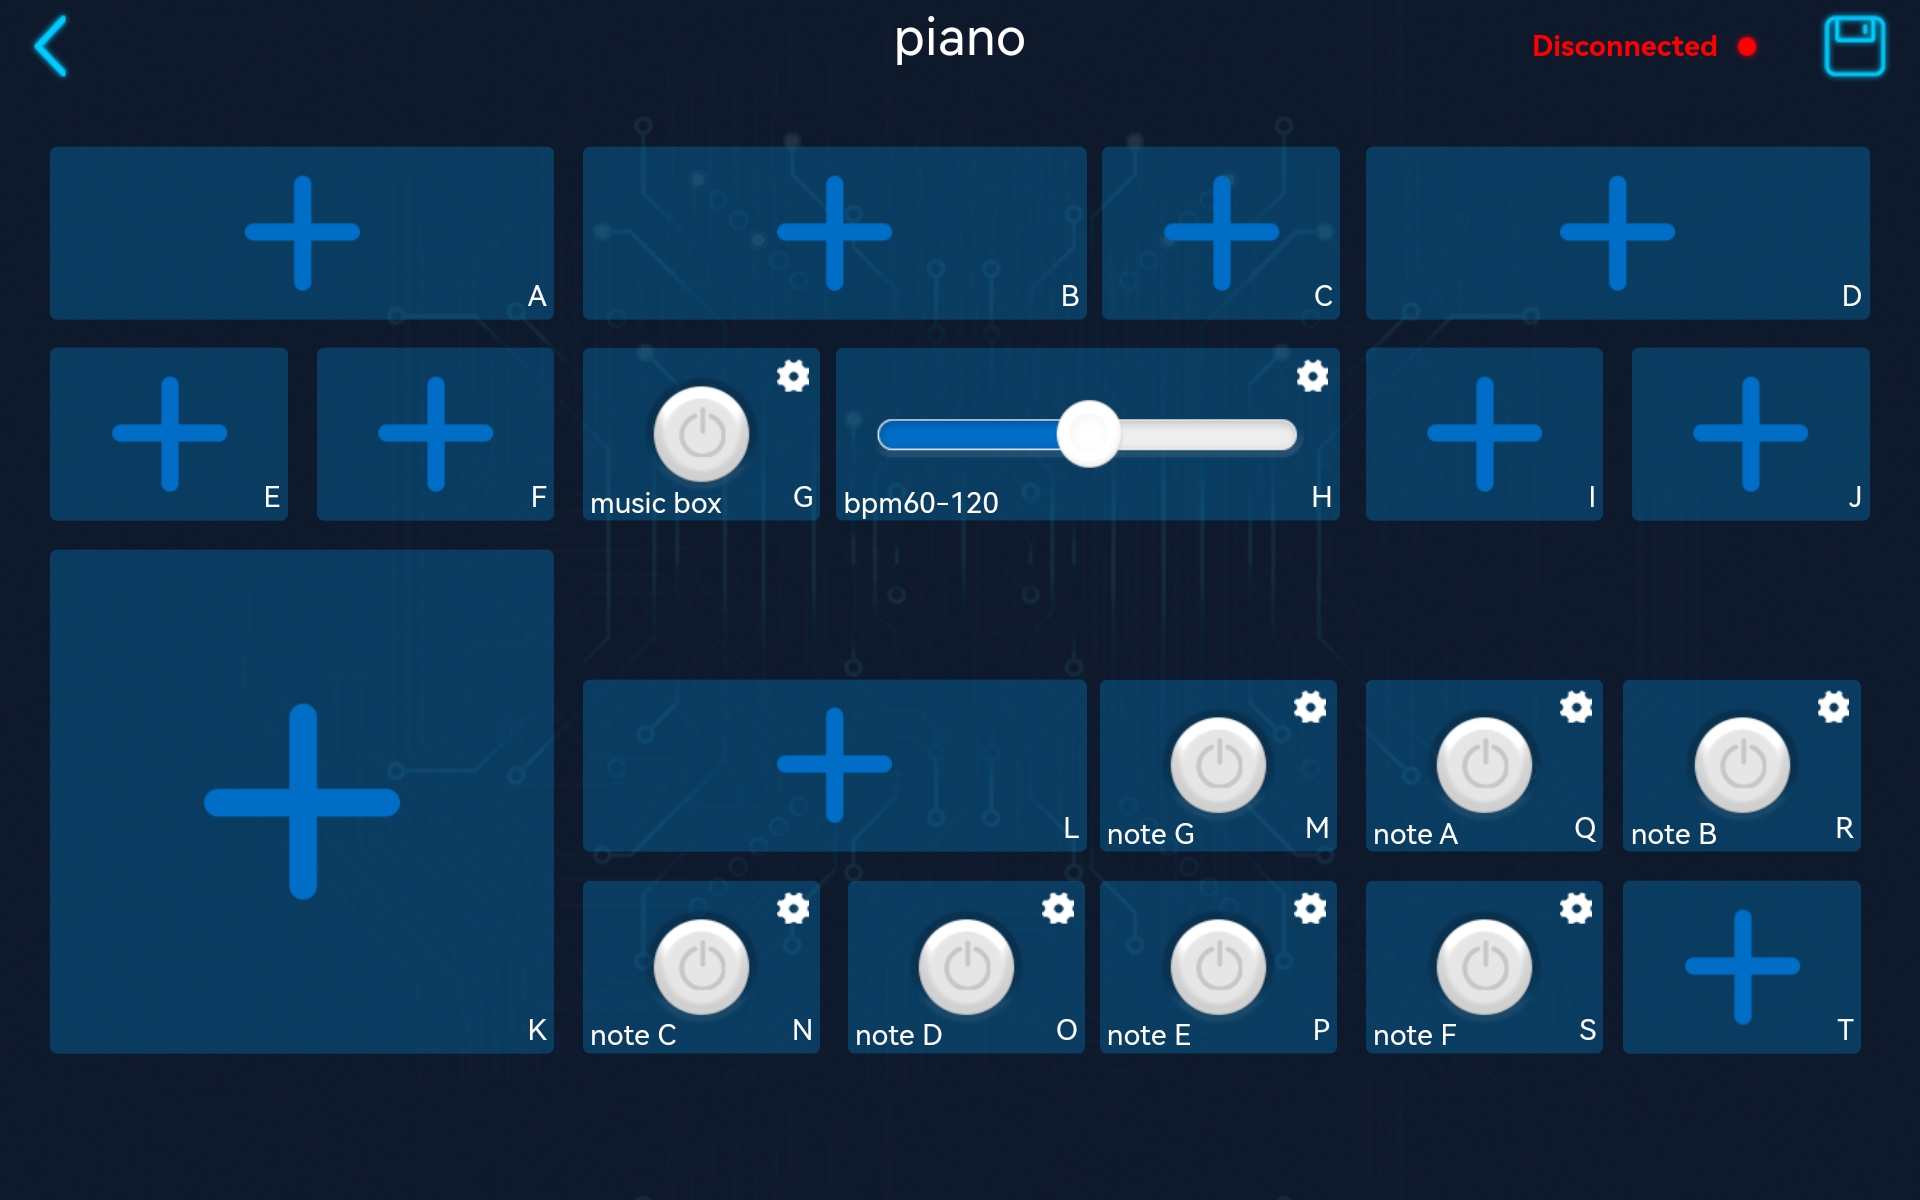 piano
Disconnected
A
B
C
D
E
F
music box G
bpm60-120 H
I
J
K
L
note G M
note A Q
note B R
note C N
note D O
note E P
note F S
T